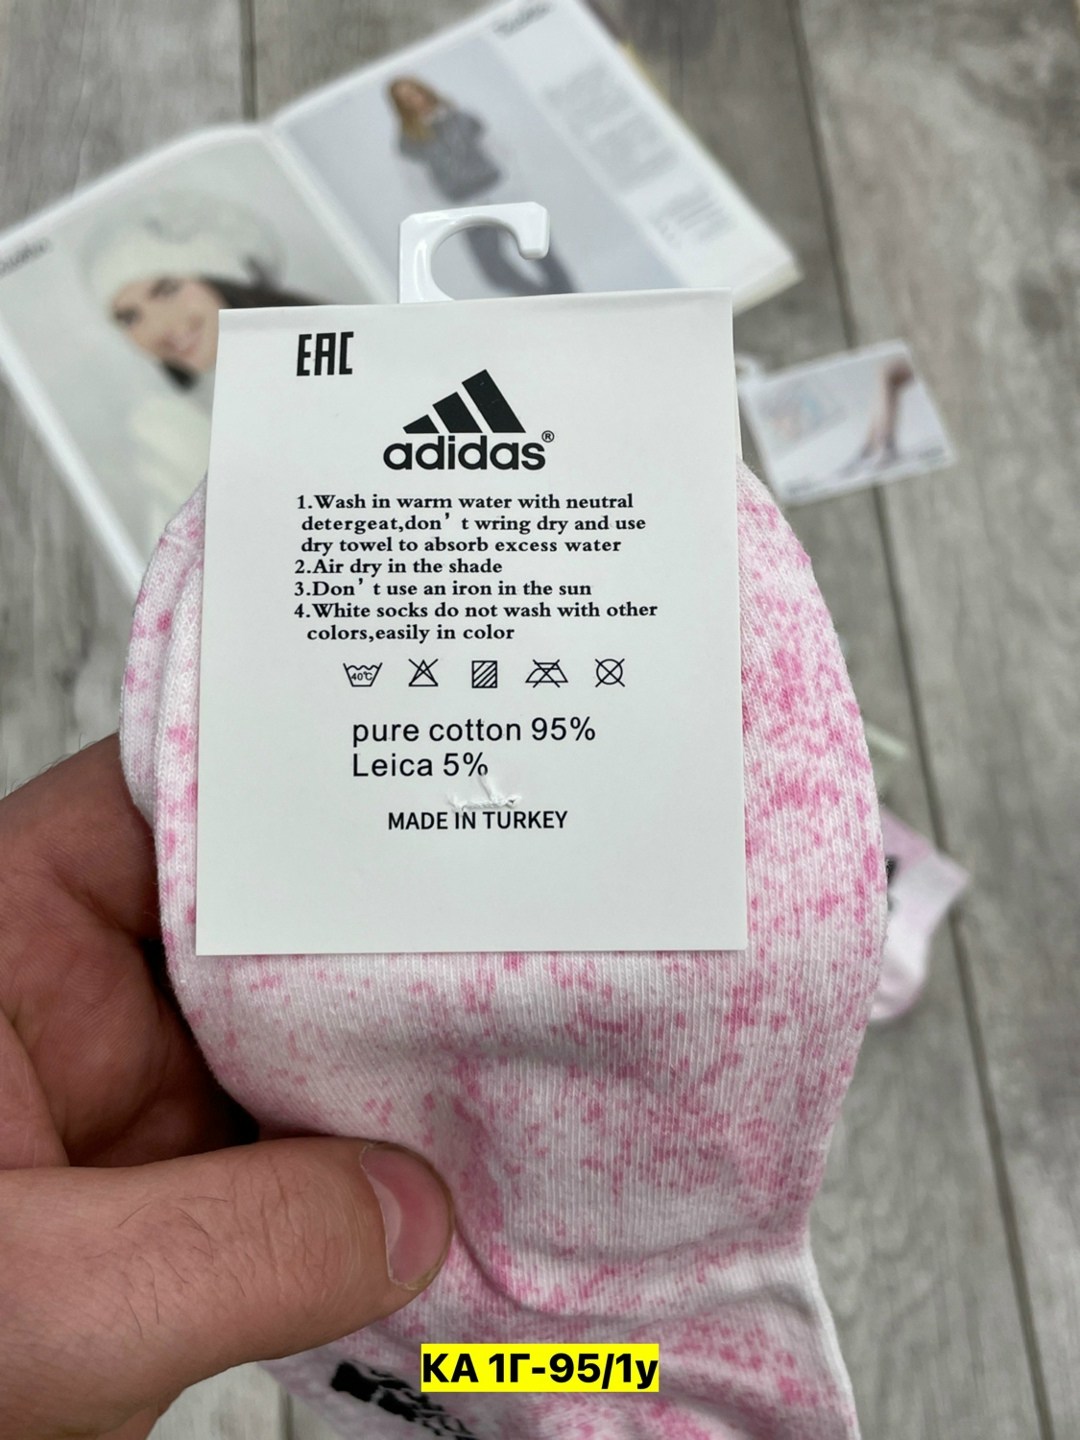 EAC
adidas®
1.Wash in warm water with neutral
detergeat,don't wring dry and use
dry towel to absorb excess water
2.Air dry in the shade
3.Don't use an iron in the sun
4.White socks do not wash with other
colors,easily in color
40℃
pure cotton 95%
Leica 5%
MADE IN TURKEY
КА 1Г-95/1у